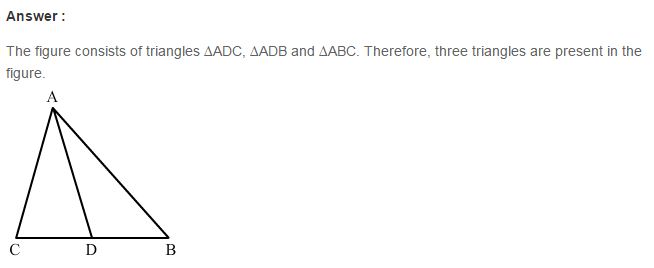 Answer :
The figure consists of triangles ΔADC, ΔADB and ΔABC. Therefore, three triangles are present in the
figure.
A
C D B